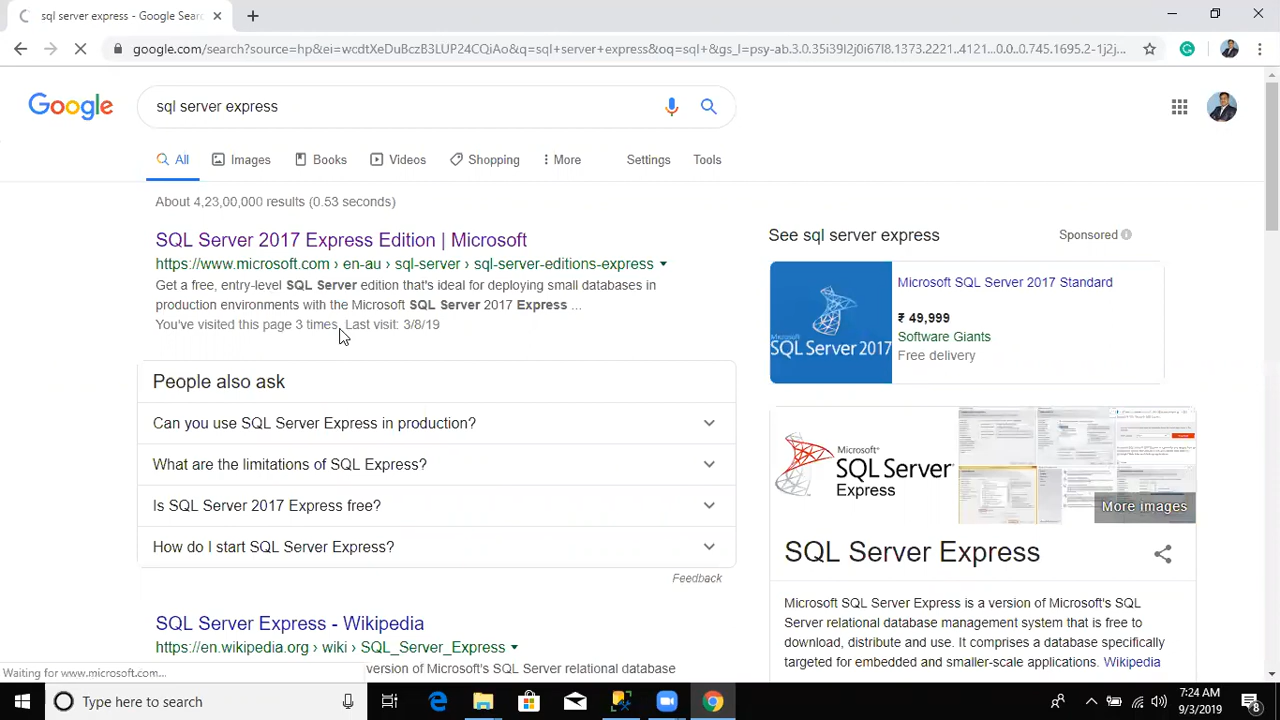 sql server express - Google Sear
google.com/search?source=hp&ei=wcdtXeDuBczB3LUP24CQiAo&q=sql+server+express&oq=sql+&gs_l=psy-ab.3.0.35i39l2j0i67l8.1373.2221..4121...0.0..0.745.1695.2-1j2j...
Google
sql server express
All
Images
Books
Videos
Shopping
More
Settings
Tools
About 4,23,00,000 results (0.53 seconds)
SQL Server 2017 Express Edition | Microsoft
https://www.microsoft.com › en-au › sql-server › sql-server-editions-express
Get a free, entry-level SQL Server edition that's ideal for deploying small databases in
production environments with the Microsoft SQL Server 2017 Express ...
You've visited this page 3 times. Last visit: 3/8/19
People also ask
Can you use SQL Server Express in production?
What are the limitations of SQL Express?
Is SQL Server 2017 Express free?
How do I start SQL Server Express?
Feedback
SQL Server Express - Wikipedia
https://en.wikipedia.org › wiki › SQL_Server_Express
version of Microsoft's SQL Server relational database
Waiting for www.microsoft.com...
See sql server express
Sponsored
Microsoft
SQL Server 2017
Microsoft SQL Server 2017 Standard
₹ 49,999
Software Giants
Free delivery
Microsoft
SQL Server
Express
More images
SQL Server Express
Microsoft SQL Server Express is a version of Microsoft's SQL
Server relational database management system that is free to
download, distribute and use. It comprises a database specifically
targeted for embedded and smaller-scale applications. Wikipedia
Type here to search
7:24 AM
9/3/2019
8